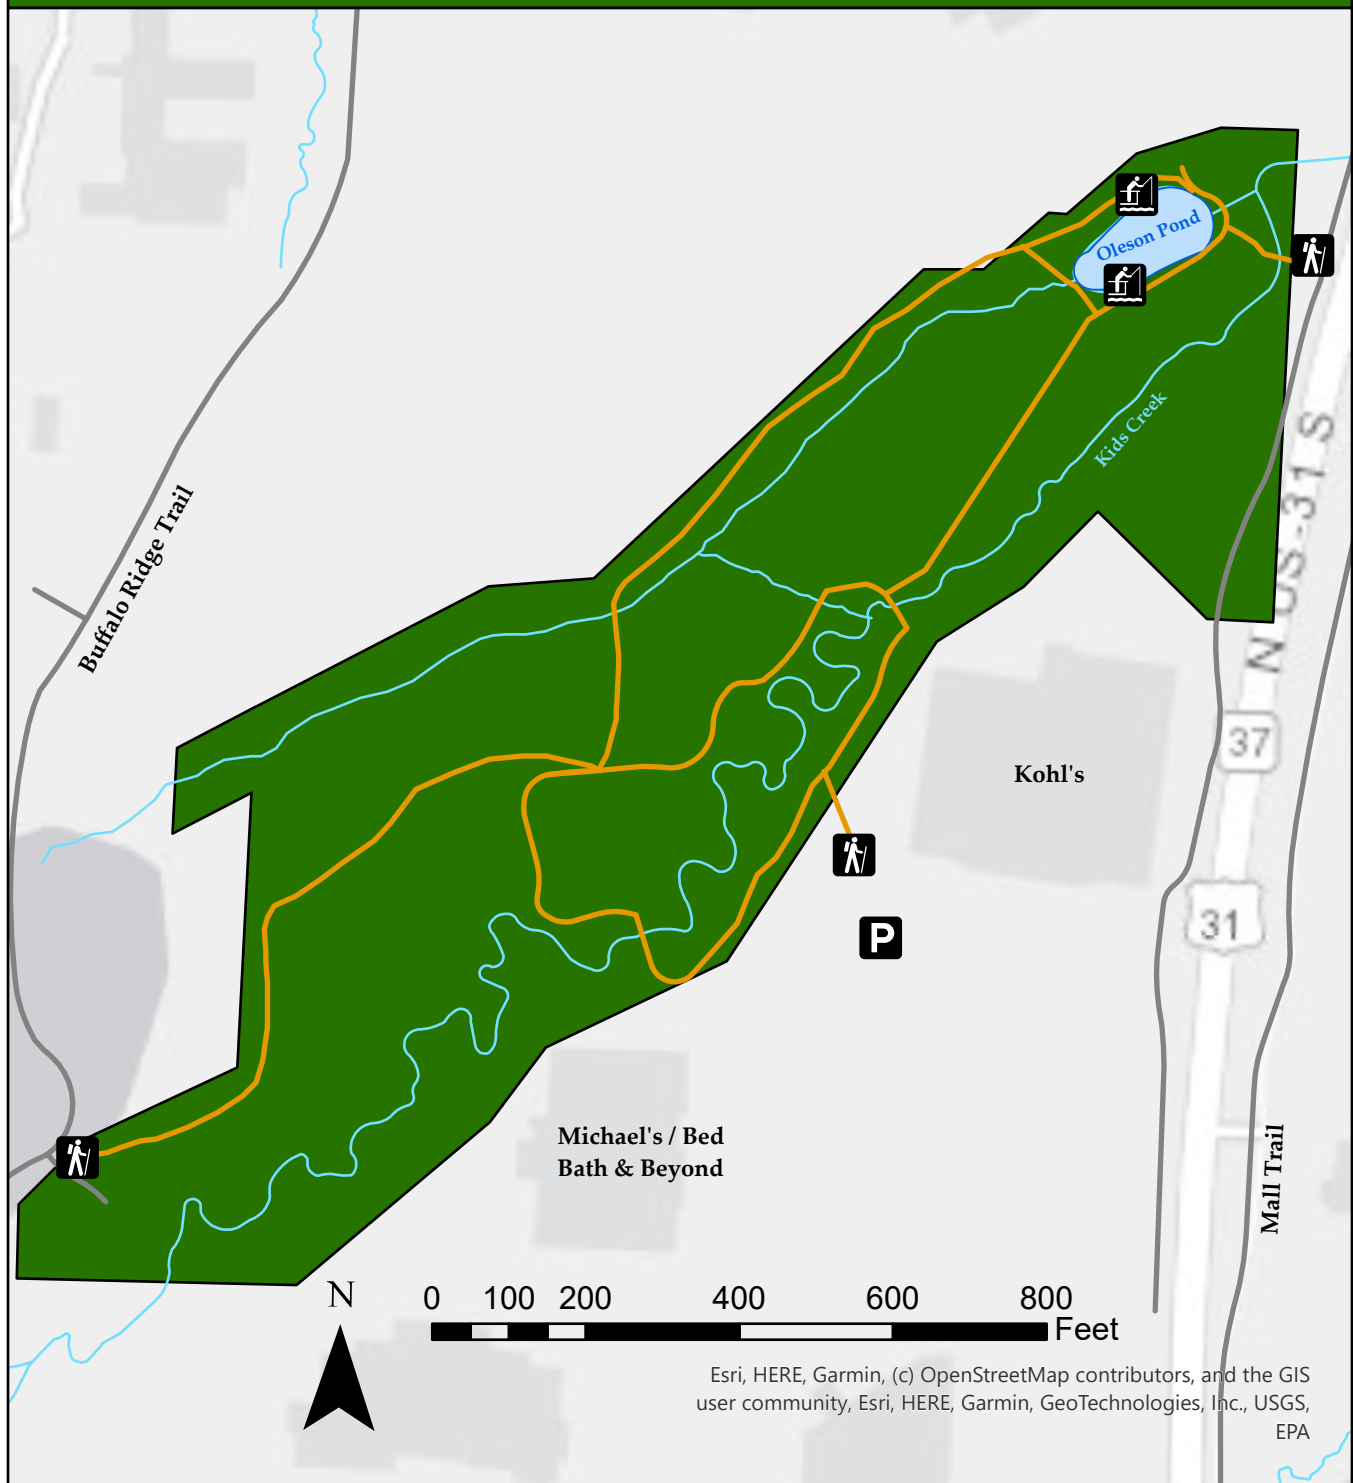 Oleson Pond
Kids Creek
N US-31 S
Buffalo Ridge Trail
37
Kohl's
31
P
Michael's / Bed
Bath & Beyond
Mall Trail
N
0 100 200 400 600 800
Feet
Esri, HERE, Garmin, (c) OpenStreetMap contributors, and the GIS
user community, Esri, HERE, Garmin, GeoTechnologies, Inc., USGS,
EPA